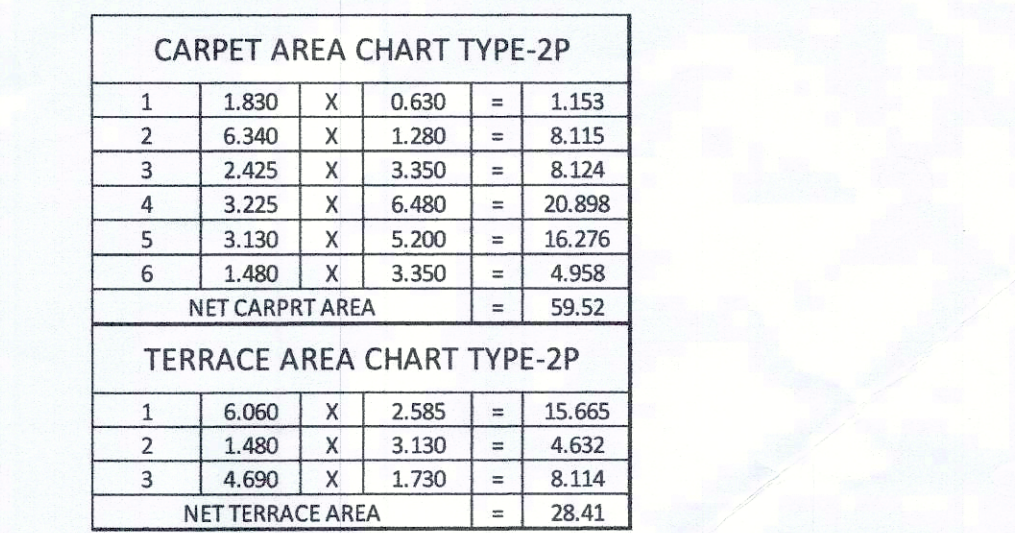 CARPET AREA CHART TYPE-2P
1 1.830 X 0.630 = 1.153
2 6.340 X 1.280 = 8.115
3 2.425 X 3.350 = 8.124
4 3.225 X 6.480 = 20.898
5 3.130 X 5.200 = 16.276
6 1.480 X 3.350 = 4.958
NET CARPRT AREA = 59.52
TERRACE AREA CHART TYPE-2P
1 6.060 X 2.585 = 15.665
2 1.480 X 3.130 = 4.632
3 4.690 X 1.730 = 8.114
NET TERRACE AREA = 28.41